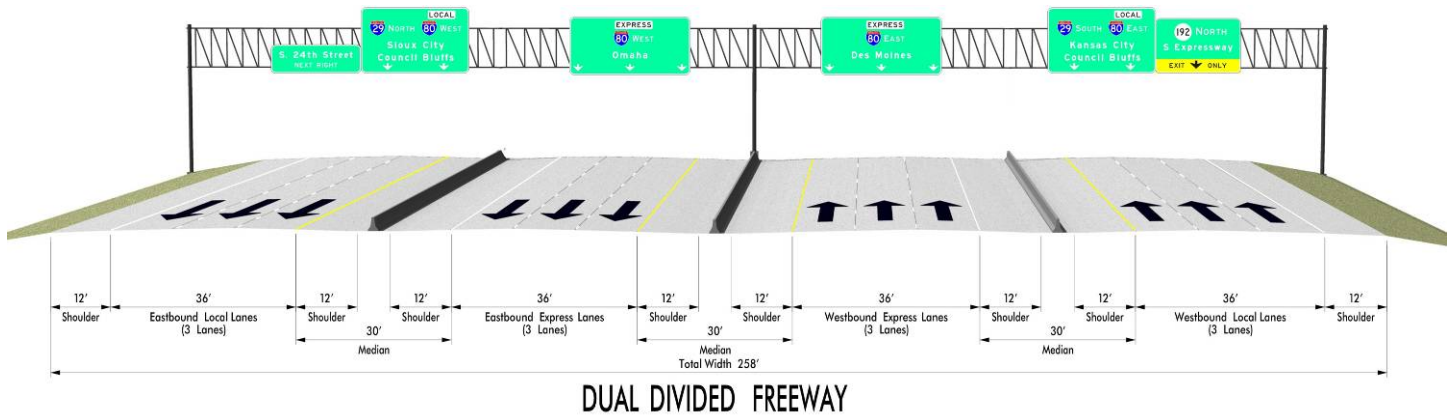 LOCAL
29 NORTH 80 WEST
Sioux City
Council Bluffs
S. 24th Street
NEXT RIGHT
EXPRESS
80 WEST
Omaha
EXPRESS
80 EAST
Des Moines
LOCAL
29 SOUTH 80 EAST
Kansas City
Council Bluffs
192 NORTH
S Expressway
EXIT ONLY
12' 36' 12' 12' 36' 12' 12' 36' 12' 12' 36' 12'
Shoulder Eastbound Local Lanes Shoulder Shoulder Eastbound Express Lanes Shoulder Shoulder Westbound Express Lanes Shoulder Shoulder Westbound Local Lanes Shoulder
(3 Lanes) (3 Lanes) (3 Lanes) (3 Lanes)
30' 30' 30'
Median Median Median
Total Width 258'
DUAL DIVIDED FREEWAY